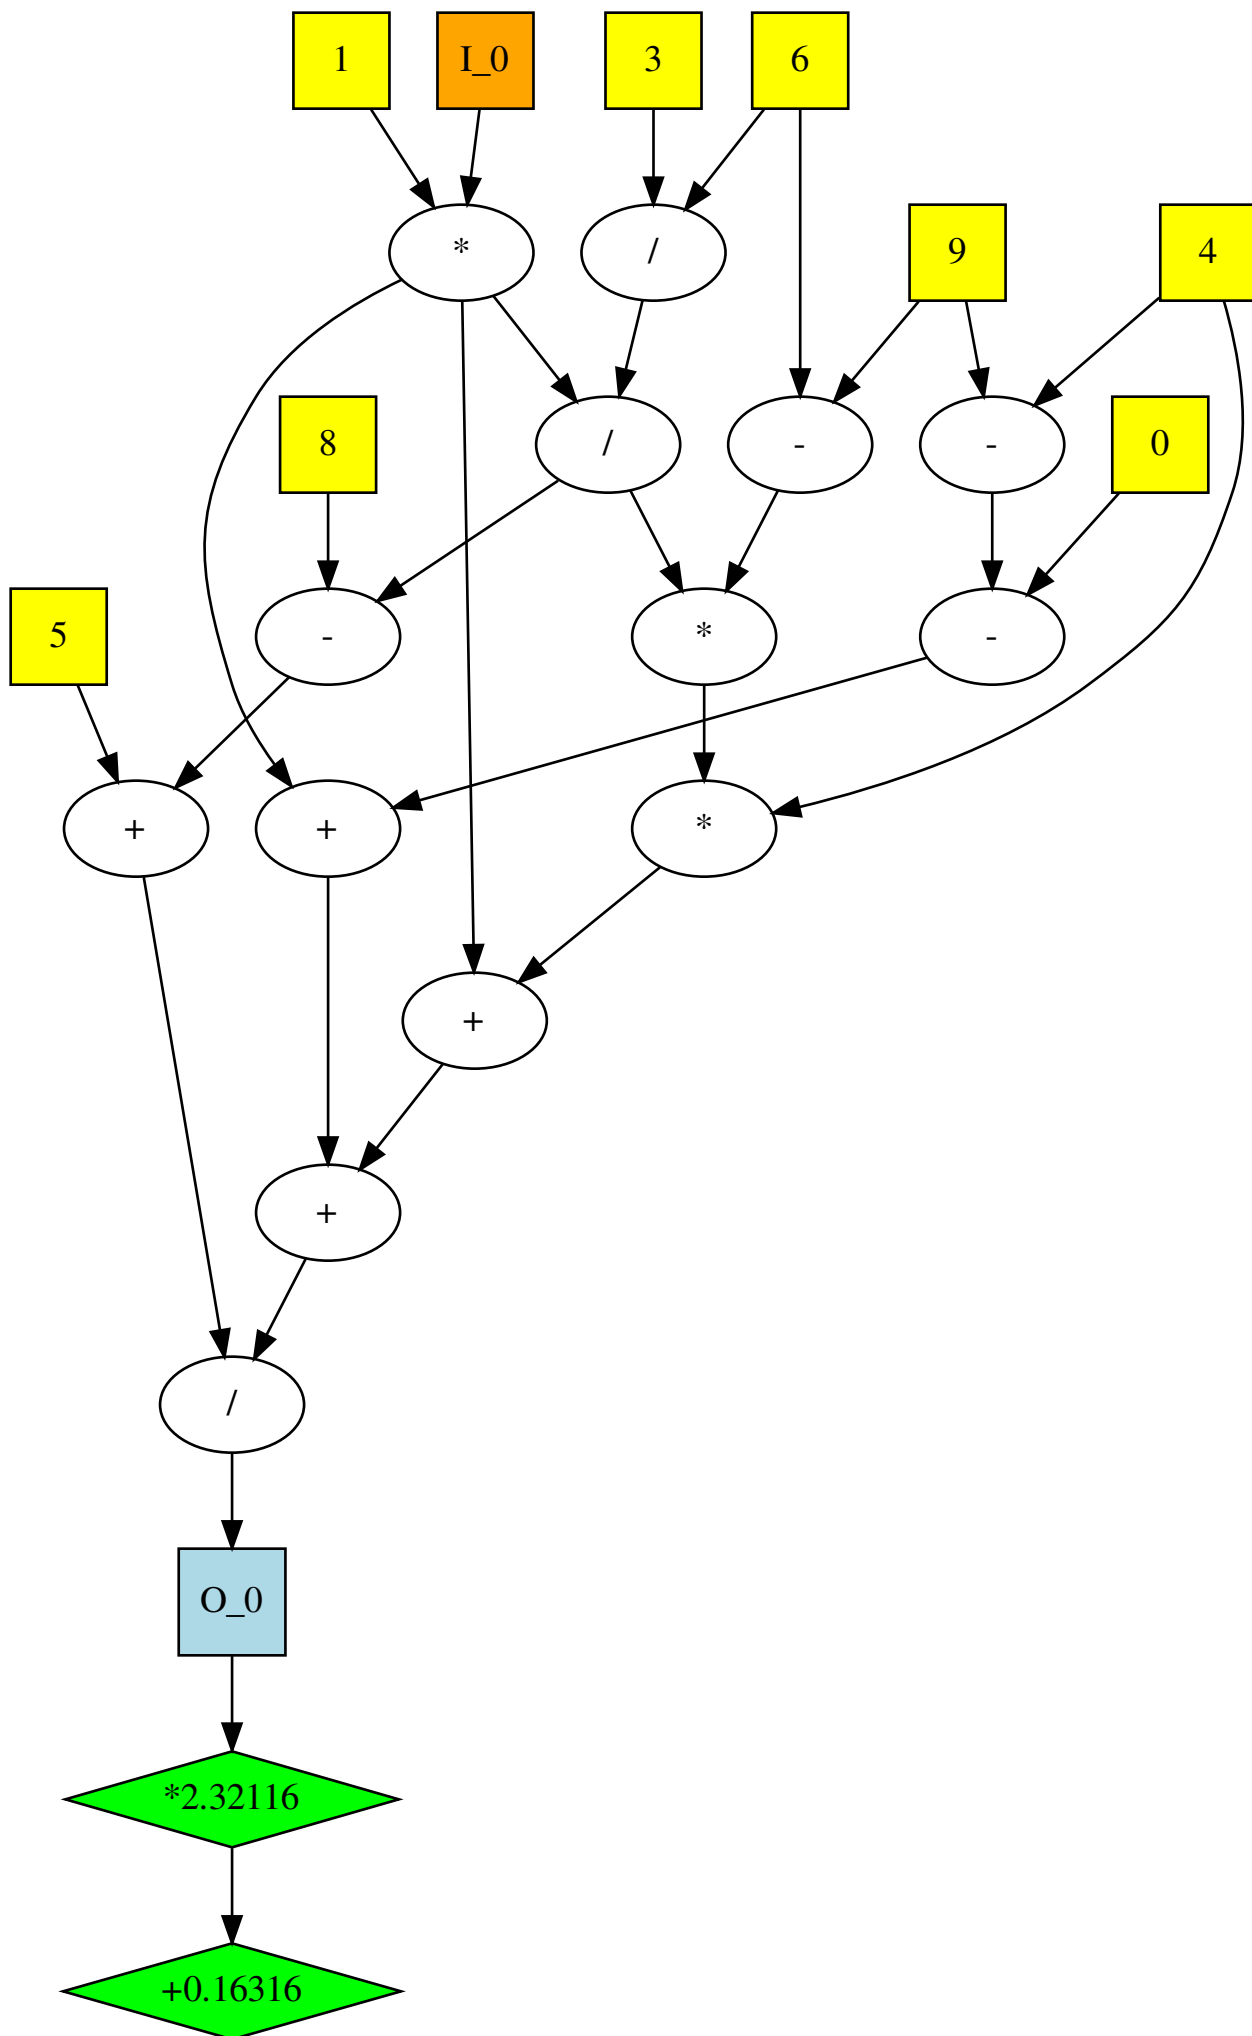 1 I_0 3 6
* / 9 4
8 / - - 0
5 - * -
+ + *
+
+
/
O_0
*2.32116
+0.16316